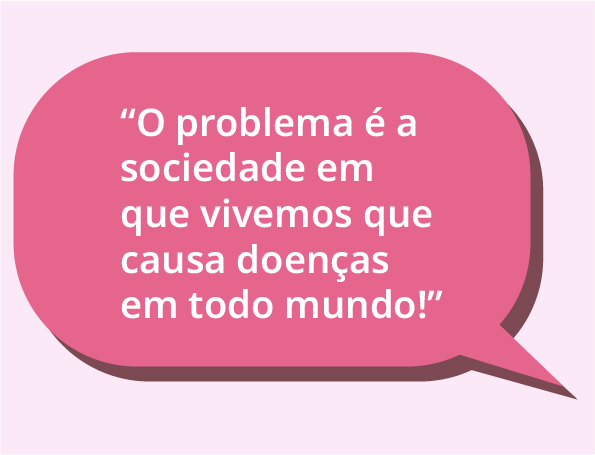 “O problema é a
sociedade em
que vivemos que
causa doenças
em todo mundo!”